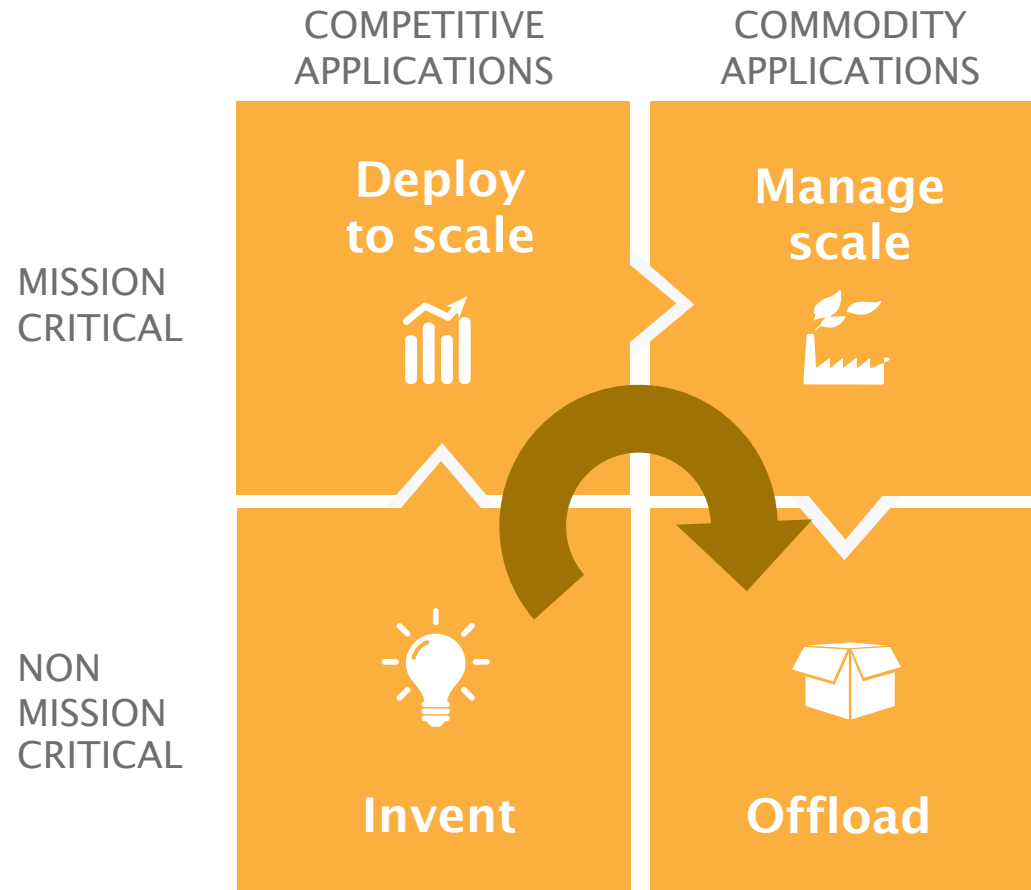 COMPETITIVE
APPLICATIONS
COMMODITY
APPLICATIONS
MISSION
CRITICAL
Deploy
to scale
Manage
scale
NON
MISSION
CRITICAL
Invent
Offload